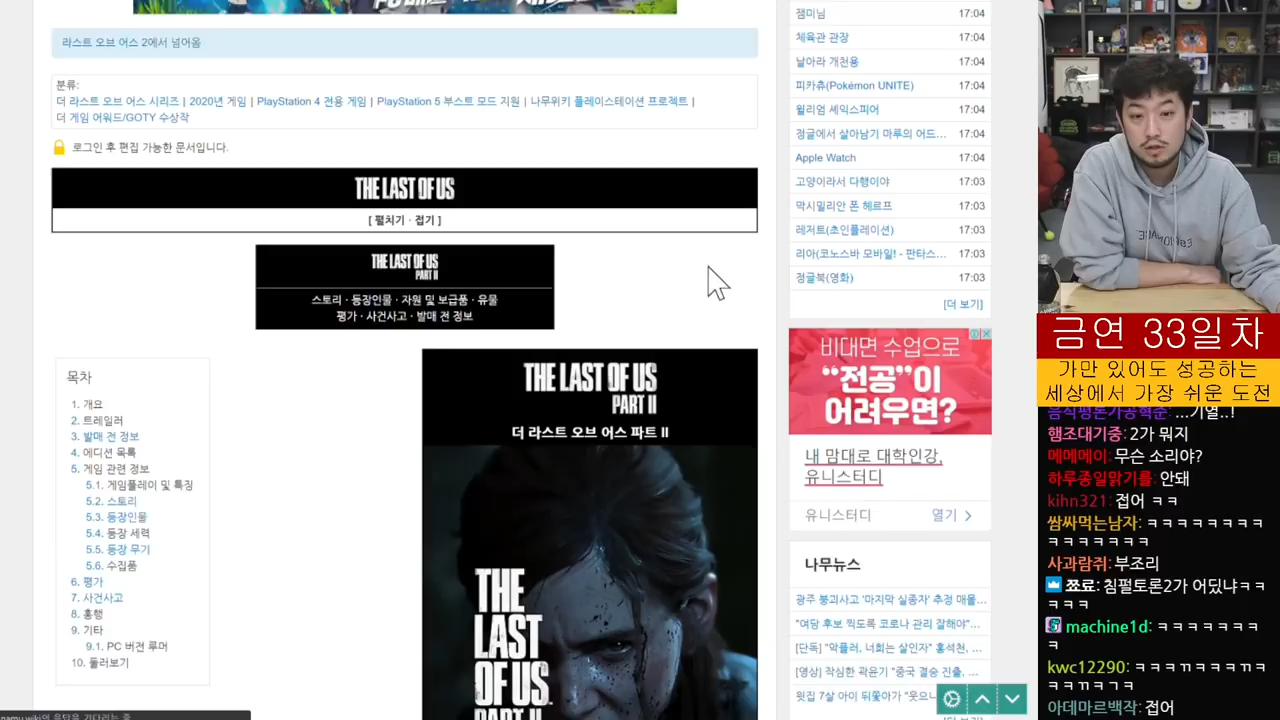 라스트 오브 어스 2에서 넘어옴
분류:
더 라스트 오브 어스 시리즈 | 2020년 게임 | PlayStation 4 전용 게임 | PlayStation 5 부스트 모드 지원 | 나무위키 플레이스테이션 프로젝트 |
더 게임 어워드/GOTY 수상작
로그인 후 편집 가능한 문서입니다.
THE LAST OF US
[ 펼치기 · 접기 ]
THE LAST OF US
PART II
스토리 · 등장인물 · 자원 및 보급품 · 유물
평가 · 사건사고 · 발매 전 정보
목차
1. 개요
2. 트레일러
3. 발매 전 정보
4. 에디션 목록
5. 게임 관련 정보
5.1. 게임플레이 및 특징
5.2. 스토리
5.3. 등장인물
5.4. 등장 세력
5.5. 등장 무기
5.6. 수집품
6. 평가
7. 사건사고
8. 흥행
9. 기타
9.1. PC 버전 루머
10. 둘러보기
THE LAST OF US
PART II
더 라스트 오브 어스 파트 II
THE
LAST
OF US
PART II
잼미님 17:04
체육관 관장 17:04
날아라 개천용 17:04
피카츄(Pokémon UNITE) 17:04
윌리엄 셰익스피어 17:04
정글에서 살아남기 마루의 어드... 17:04
Apple Watch 17:04
고양이라서 다행이야 17:03
막시밀리안 폰 헤르프 17:03
레저트(초인플레이션) 17:03
리아(코노스바 모바일! - 판타스... 17:03
정글북(영화) 17:03
[더 보기]
비대면 수업으로
“전공”이
어려우면?
내 맘대로 대학인강,
유니스터디
유니스터디 열기 >
나무뉴스
광주 붕괴사고 '마지막 실종자' 추정 매몰...
"여당 후보 찍도록 코로나 관리 잘해야"...
[단독] "악플러, 너희는 살인자" 홍석천, ...
[영상] 작심한 곽윤기 "중국 결승 진출, ...
윗집 7살 아이 뒤쫓아가 "웃으니
금연 33일차
가만 있어도 성공하는
세상에서 가장 쉬운 도전
...기열..!
햄조대기중: 2가 뭐지
메메메이: 무슨 소리야?
하루종일맑기를: 안돼
kihn321: 접어 ㅋㅋ
쌈싸먹는남자: ㅋㅋㅋㅋㅋㅋㅋㅋ
ㅋㅋㅋㅋㅋㅋㅋ
사과람쥐: 부조리
쪼료: 침펄토론2가 어딨냐ㅋㅋ
ㅋㅋㅋㅋ
machine1d: ㅋㅋㅋㅋㅋㅋㅋㅋ
ㅋ
kwc12290: ㅋㅋㅋㄲㅋㅋㅋㄲㅋ
ㅋㅋㄲㅋㄱㅋ
아데마르백작: 접어